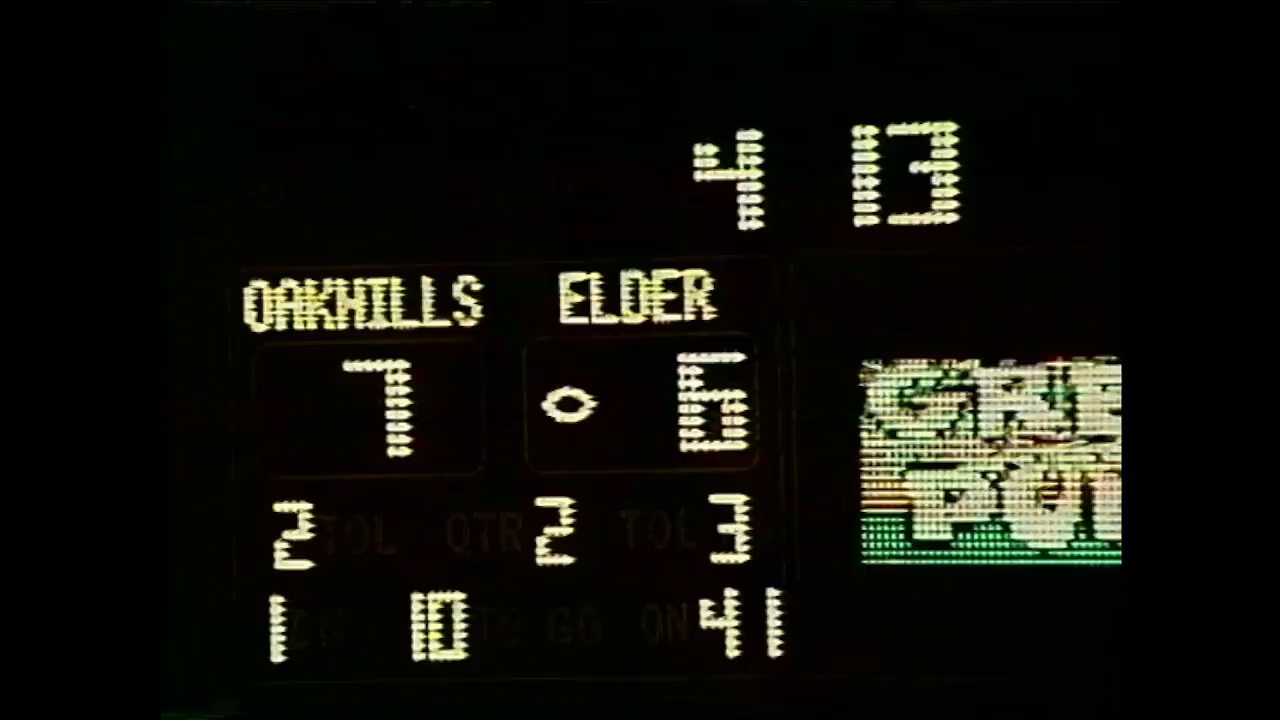 4 13
OAKHILLS ELDER
7 6
2 TOL QTR 2 TOL 3
1 DN 10 TO GO ON 41